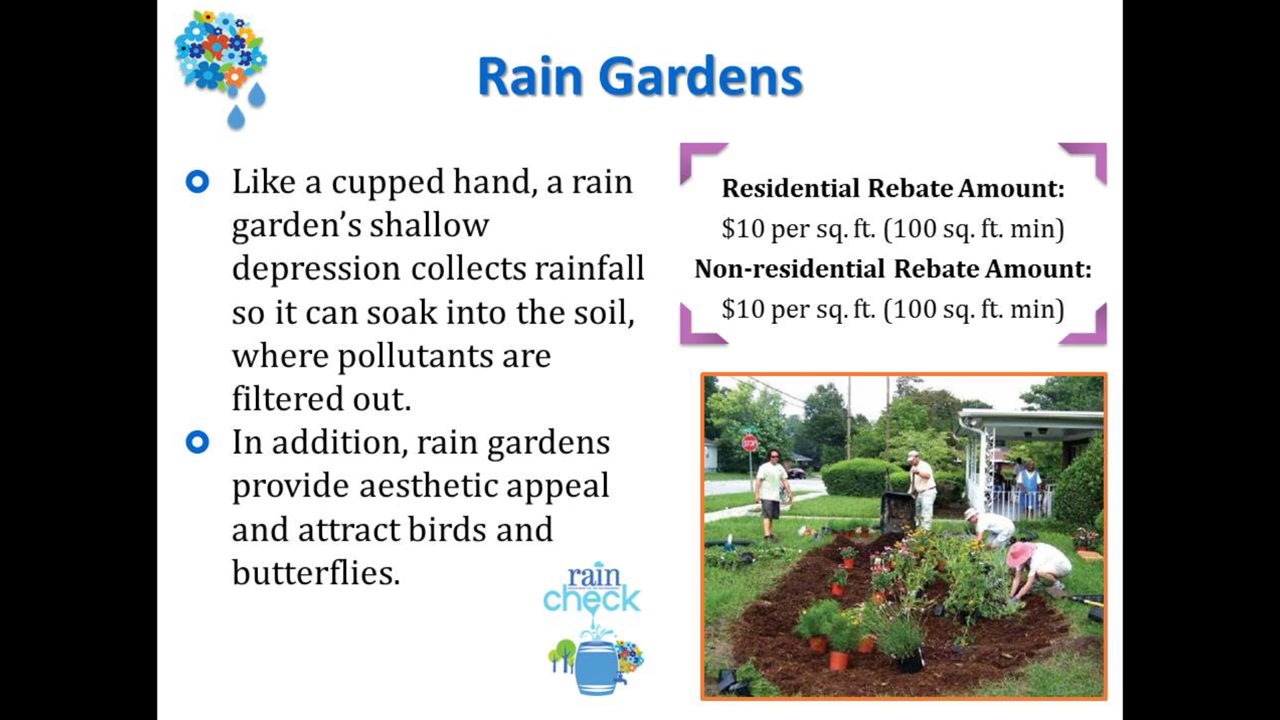 Rain Gardens
Like a cupped hand, a rain
garden’s shallow
depression collects rainfall
so it can soak into the soil,
where pollutants are
filtered out.
In addition, rain gardens
provide aesthetic appeal
and attract birds and
butterflies.
Residential Rebate Amount:
$10 per sq. ft. (100 sq. ft. min)
Non-residential Rebate Amount:
$10 per sq. ft. (100 sq. ft. min)
STOP
rain
check